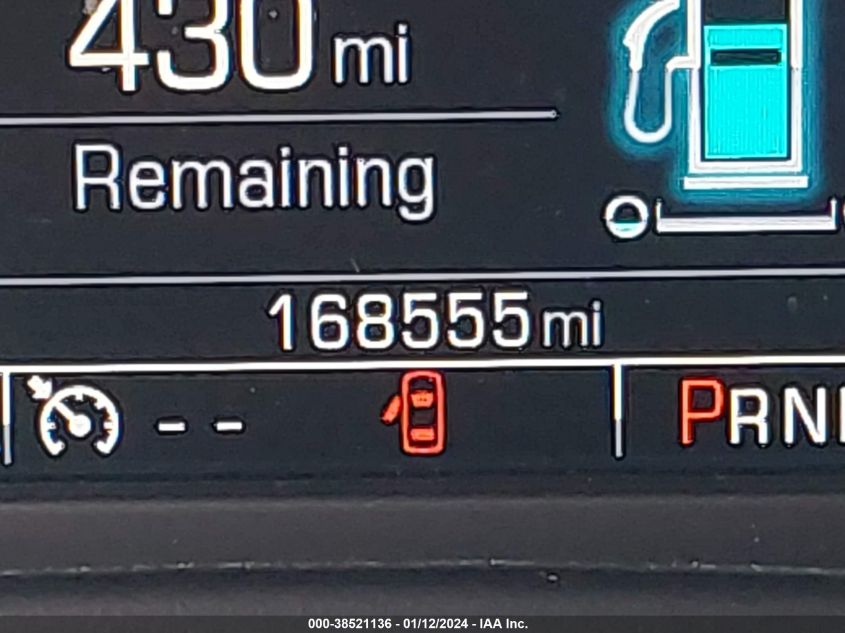 430 mi
Remaining
168555 mi
-- PRN
000-38521136 - 01/12/2024 - IAA Inc.